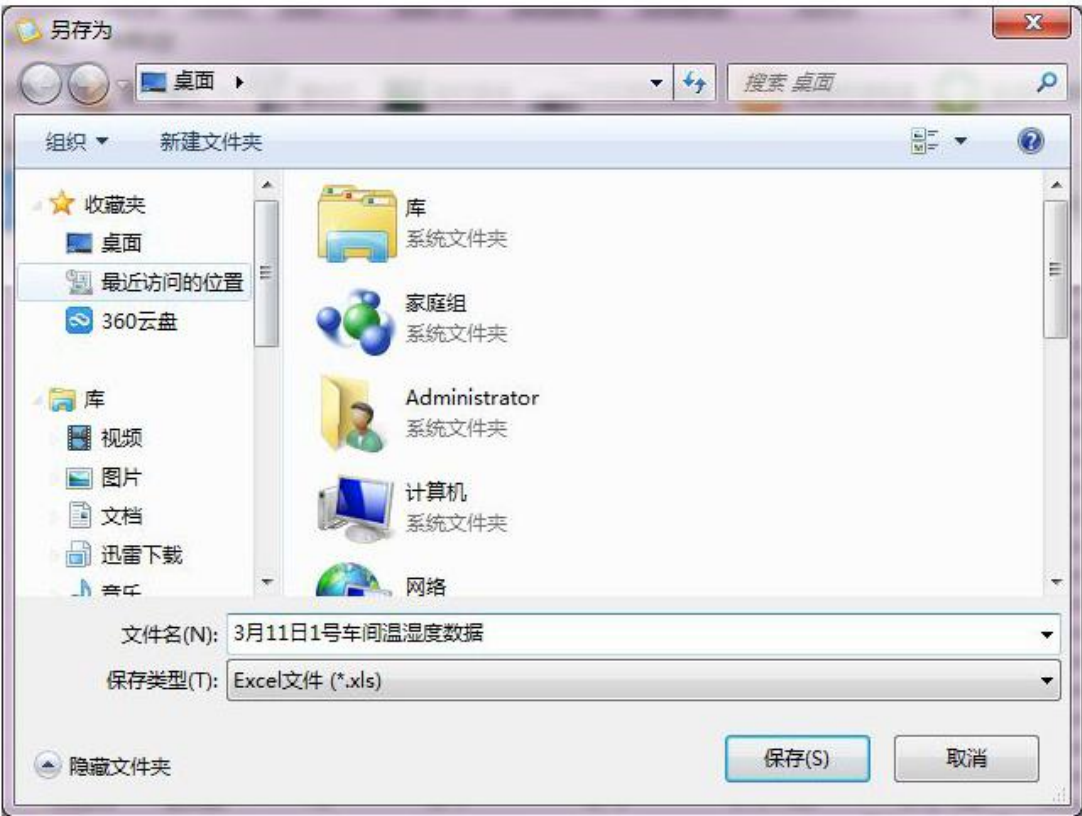 另存为
桌面
搜索 桌面
组织
新建文件夹
收藏夹
桌面
最近访问的位置
360云盘
库
视频
图片
文档
迅雷下载
音乐
库
系统文件夹
家庭组
系统文件夹
Administrator
系统文件夹
计算机
系统文件夹
网络
文件名(N): 3月11日1号车间温湿度数据
保存类型(T): Excel文件 (*.xls)
隐藏文件夹
保存(S)
取消